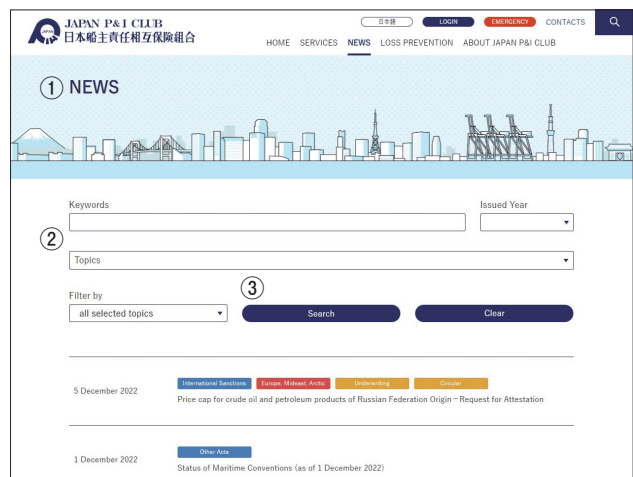 JAPAN P&I CLUB
日本船主責任相互保険組合
日本語 LOGIN EMERGENCY CONTACTS
HOME SERVICES NEWS LOSS PREVENTION ABOUT JAPAN P&I CLUB
① NEWS
Keywords Issued Year
②
Topics
Filter by ③
all selected topics Search Clear
International Sanctions Europe, Mideast, Arctic Underwriting Circular
5 December 2022
Price cap for crude oil and petroleum products of Russian Federation Origin – Request for Attestation
Other Acts
1 December 2022
Status of Maritime Conventions (as of 1 December 2022)